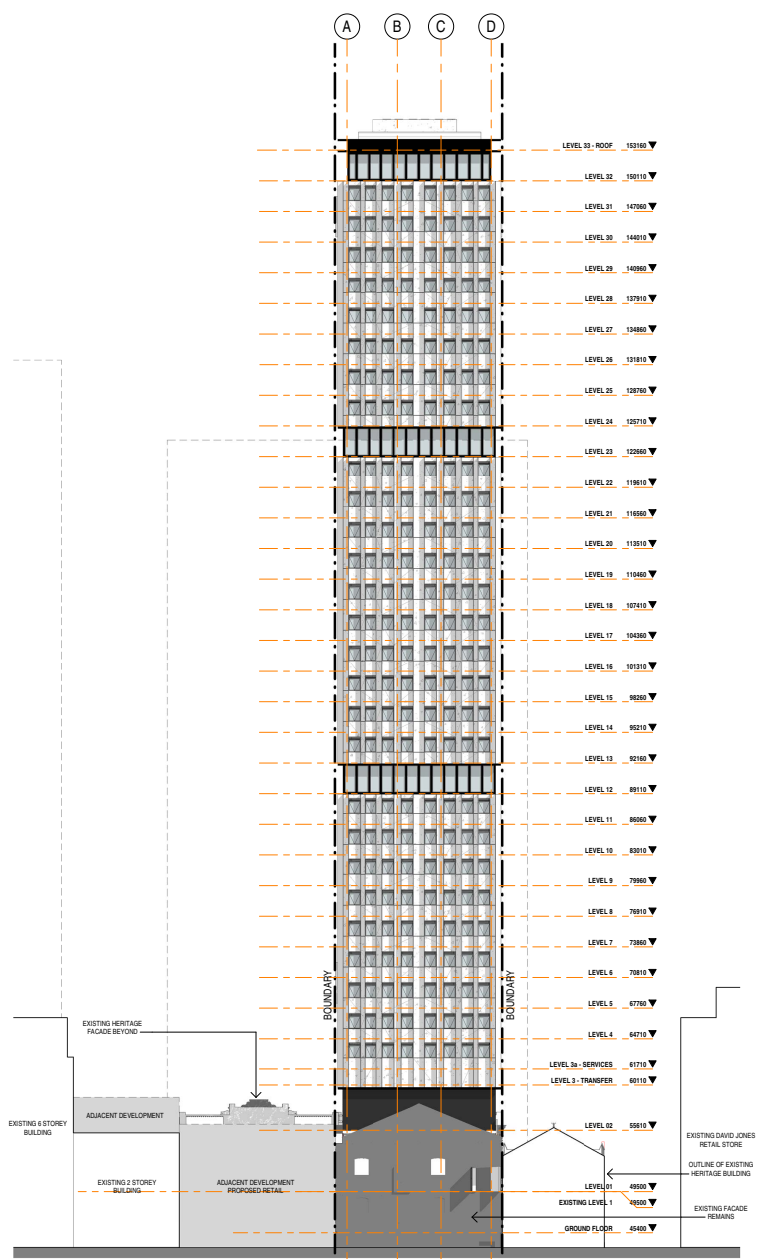 A
B
C
D
LEVEL 33 - ROOF 153160
LEVEL 32 150110
LEVEL 31 147060
LEVEL 30 144010
LEVEL 29 140960
LEVEL 28 137910
LEVEL 27 134860
LEVEL 26 131810
LEVEL 25 128760
LEVEL 24 125710
LEVEL 23 122660
LEVEL 22 119610
LEVEL 21 116560
LEVEL 20 113510
LEVEL 19 110460
LEVEL 18 107410
LEVEL 17 104360
LEVEL 16 101310
LEVEL 15 98260
LEVEL 14 95210
LEVEL 13 92160
LEVEL 12 89110
LEVEL 11 86060
LEVEL 10 83010
LEVEL 9 79960
LEVEL 8 76910
LEVEL 7 73860
LEVEL 6 70810
BOUNDARY
BOUNDARY
LEVEL 5 67760
EXISTING HERITAGE
FACADE BEYOND
LEVEL 4 64710
LEVEL 3a - SERVICES 61710
LEVEL 3 - TRANSFER 60110
ADJACENT DEVELOPMENT
EXISTING 6 STOREY
BUILDING
LEVEL 02 55610
EXISTING DAVID JONES
RETAIL STORE
OUTLINE OF EXISTING
HERITAGE BUILDING
EXISTING 2 STOREY
BUILDING
ADJACENT DEVELOPMENT
PROPOSED RETAIL
LEVEL 01 49500
EXISTING LEVEL 1 49500
EXISTING FACADE
REMAINS
GROUND FLOOR 45400